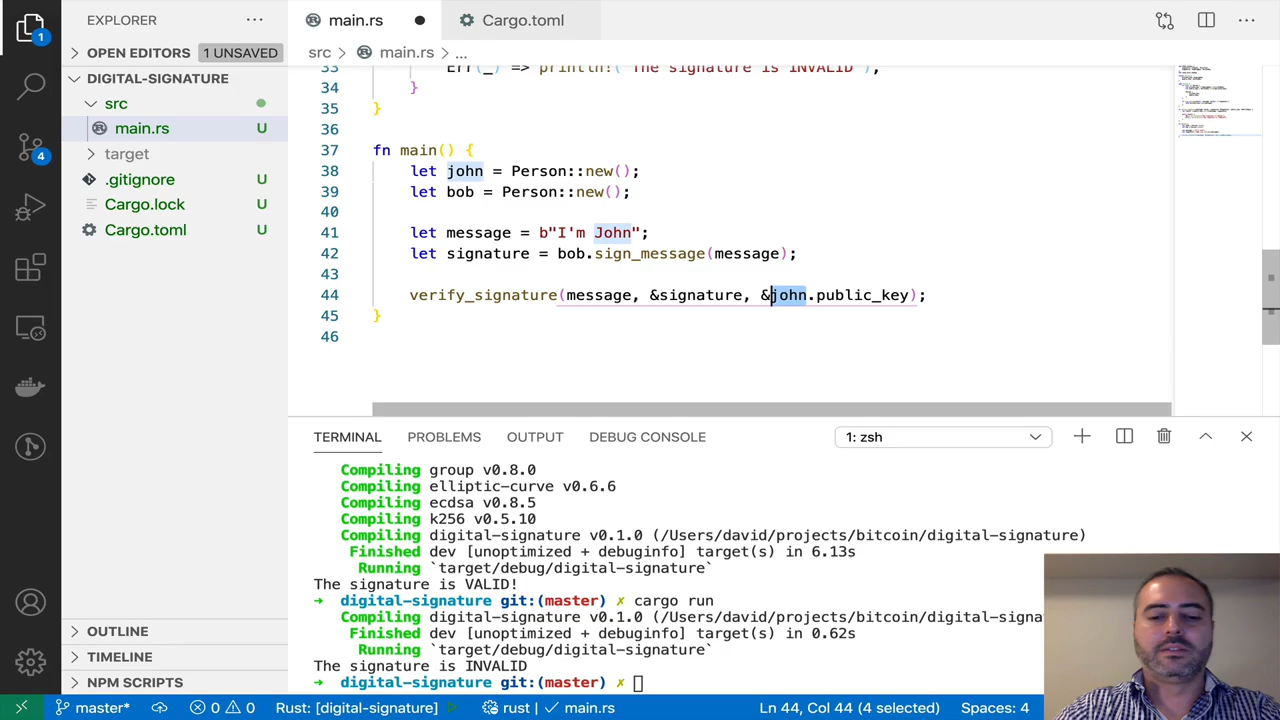 EXPLORER
main.rs
Cargo.toml
OPEN EDITORS 1 UNSAVED
src > main.rs > ...
DIGITAL-SIGNATURE
src
main.rs U
target
.gitignore U
Cargo.lock U
Cargo.toml U
OUTLINE
TIMELINE
NPM SCRIPTS
1
4
33 Err(_) => println!("The signature is INVALID"),
34 }
35 }
36
37 fn main() {
38 let john = Person::new();
39 let bob = Person::new();
40
41 let message = b"I'm John";
42 let signature = bob.sign_message(message);
43
44 verify_signature(message, &signature, &john.public_key);
45 }
46
TERMINAL PROBLEMS OUTPUT DEBUG CONSOLE 1: zsh
Compiling group v0.8.0
Compiling elliptic-curve v0.6.6
Compiling ecdsa v0.8.5
Compiling k256 v0.5.10
Compiling digital-signature v0.1.0 (/Users/david/projects/bitcoin/digital-signature)
Finished dev [unoptimized + debuginfo] target(s) in 6.13s
Running `target/debug/digital-signature`
The signature is VALID!
→ digital-signature git:(master) ✗ cargo run
Compiling digital-signature v0.1.0 (/Users/david/projects/bitcoin/digital-signa
Finished dev [unoptimized + debuginfo] target(s) in 0.62s
Running `target/debug/digital-signature`
The signature is INVALID
→ digital-signature git:(master) ✗
master* 0 0 Rust: [digital-signature] rust | ✓ main.rs Ln 44, Col 44 (4 selected) Spaces: 4